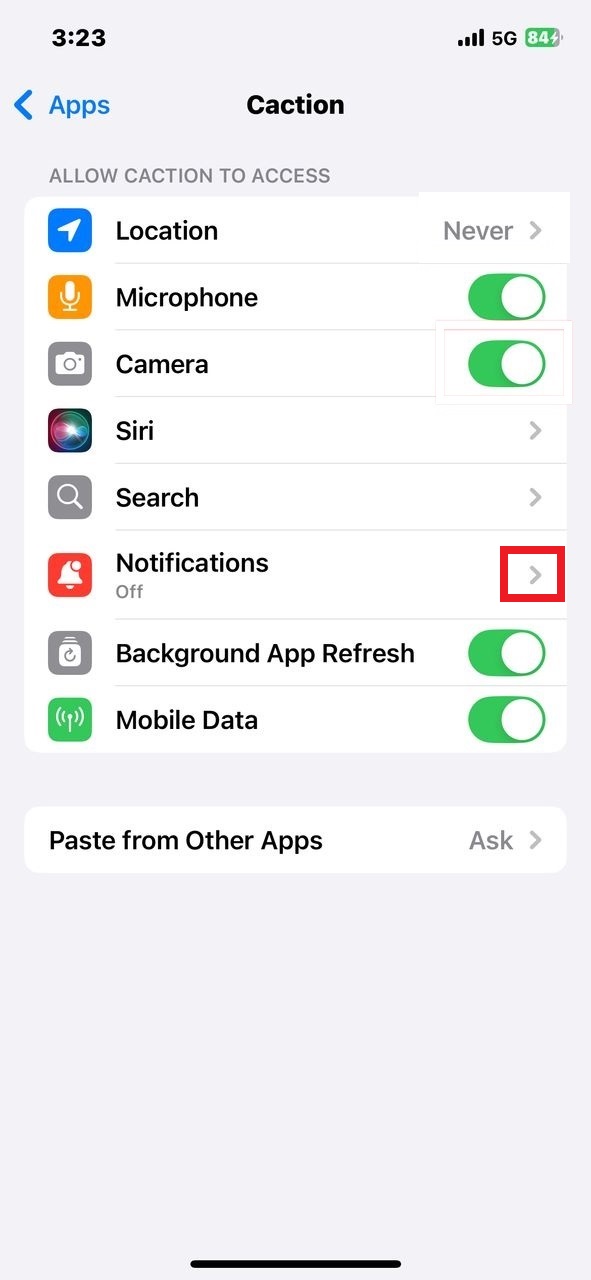 3:23 5G 84
Apps Caction
ALLOW CACTION TO ACCESS
Location Never
Microphone
Camera
Siri
Search
Notifications
Off
Background App Refresh
Mobile Data
Paste from Other Apps Ask